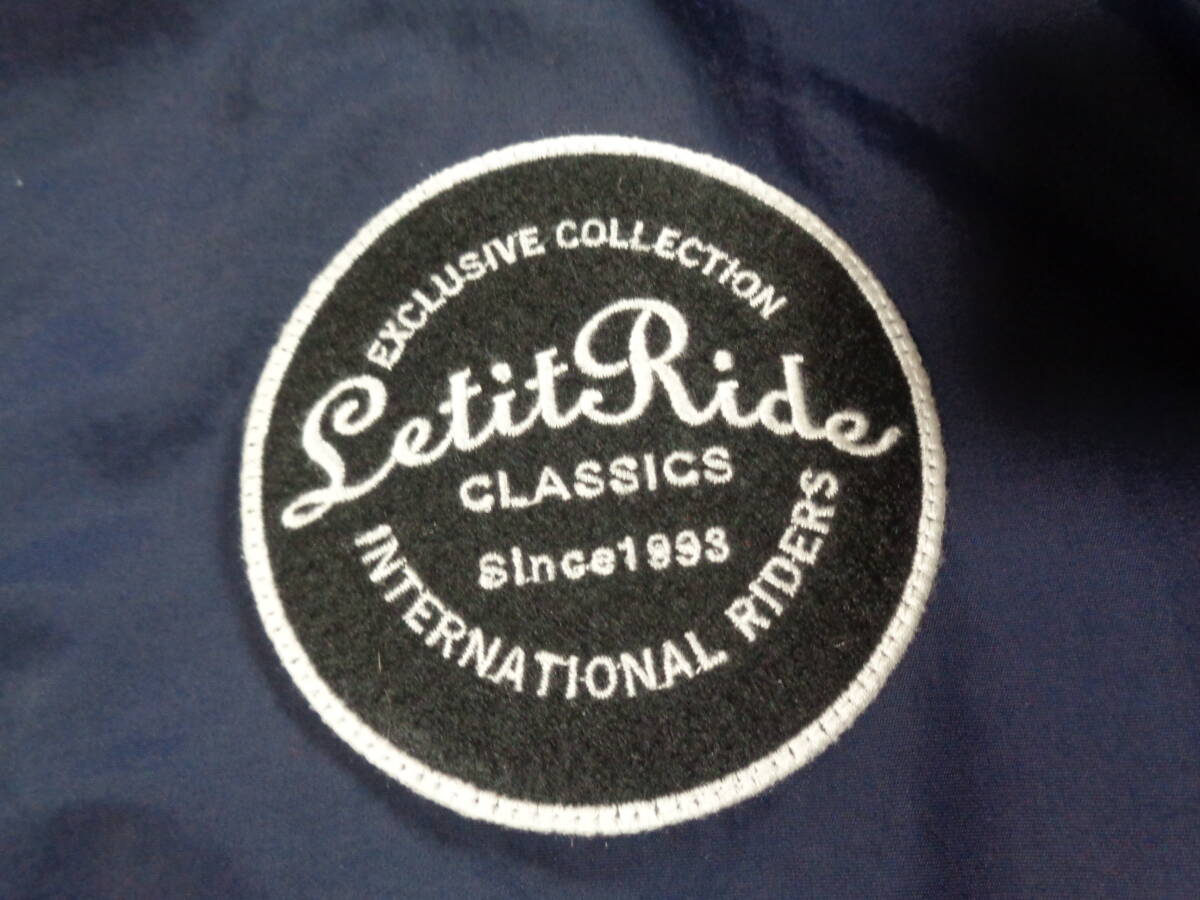 EXCLUSIVE COLLECTION
LetitRide
CLASSICS
Since1993
INTERNATIONAL RIDERS